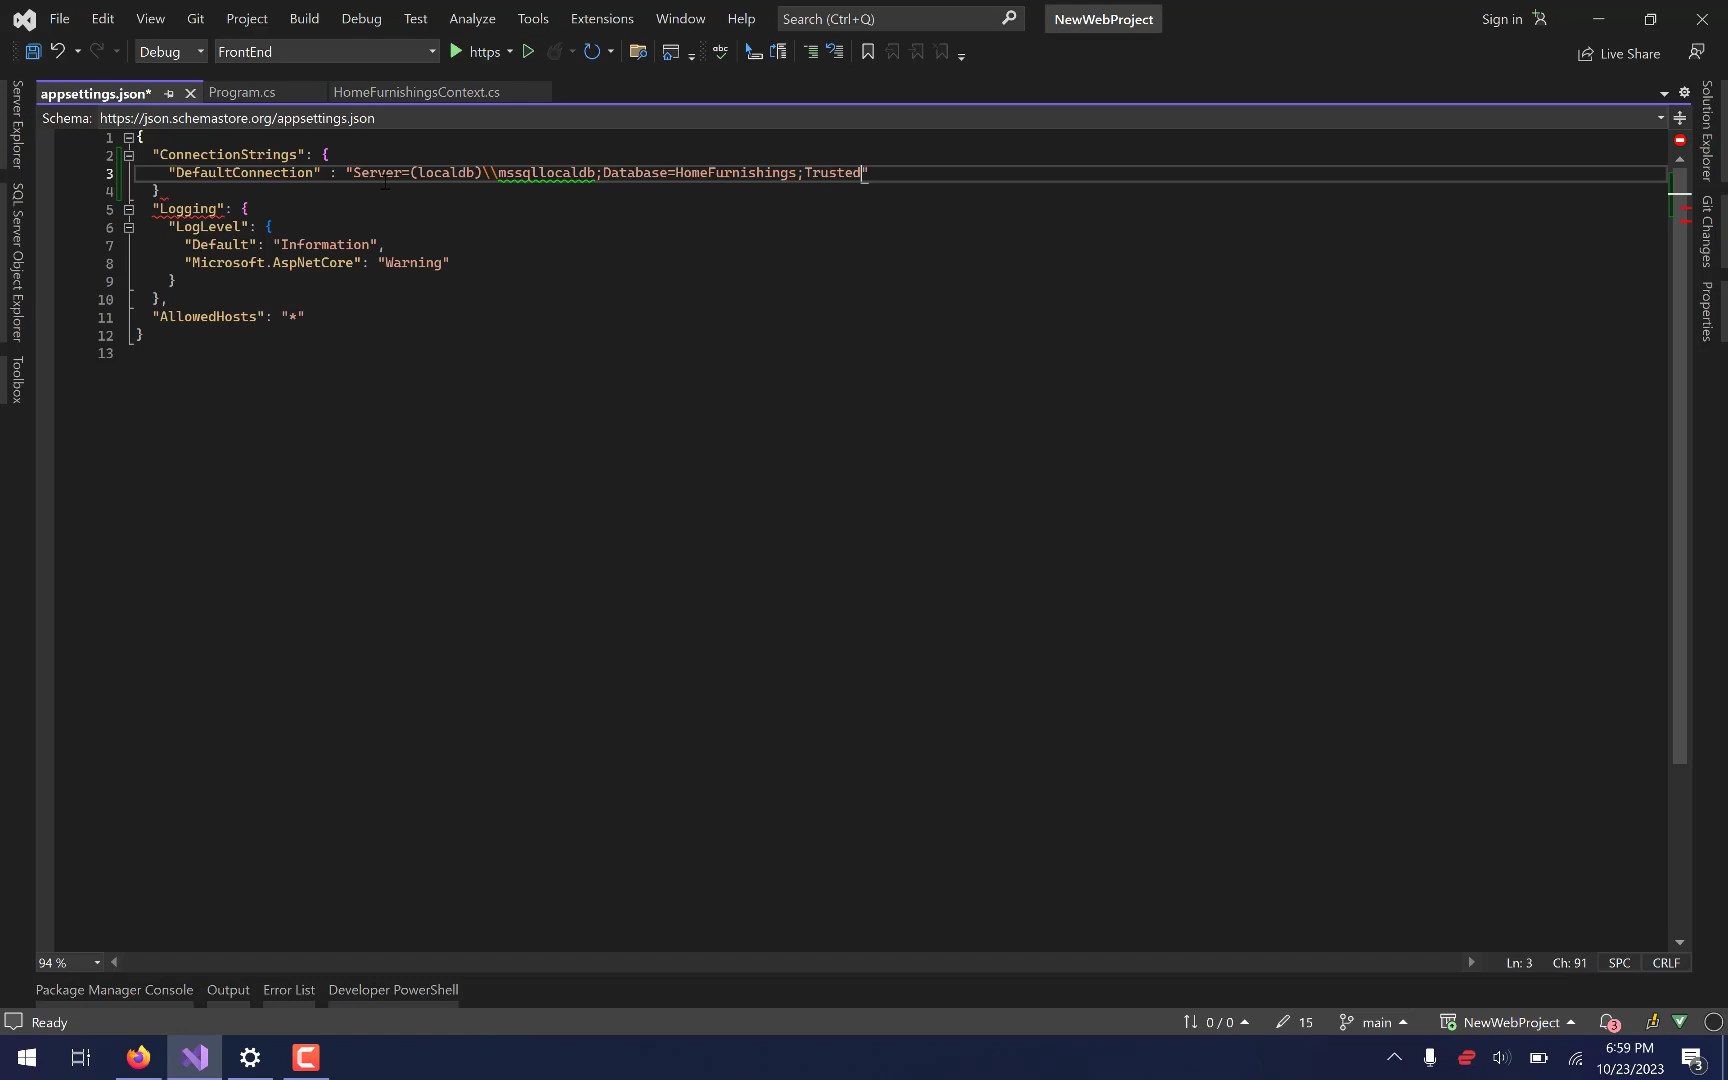 File Edit View Git Project Build Debug Test Analyze Tools Extensions Window Help Search (Ctrl+Q) NewWebProject Sign in
Debug FrontEnd https abc Live Share
appsettings.json* Program.cs HomeFurnishingsContext.cs
Schema: https://json.schemastore.org/appsettings.json
1 {
2 "ConnectionStrings": {
3 "DefaultConnection" : "Server=(localdb)\\mssqllocaldb;Database=HomeFurnishings;Trusted"
4 }
5 "Logging": {
6 "LogLevel": {
7 "Default": "Information",
8 "Microsoft.AspNetCore": "Warning"
9 }
10 },
11 "AllowedHosts": "*"
12 }
13
Server Explorer
SQL Server Object Explorer
Toolbox
Solution Explorer
Git Changes
Properties
94 % Ln: 3 Ch: 91 SPC CRLF
Package Manager Console Output Error List Developer PowerShell
Ready 0 / 0 15 main NewWebProject 3
6:59 PM
10/23/2023 3